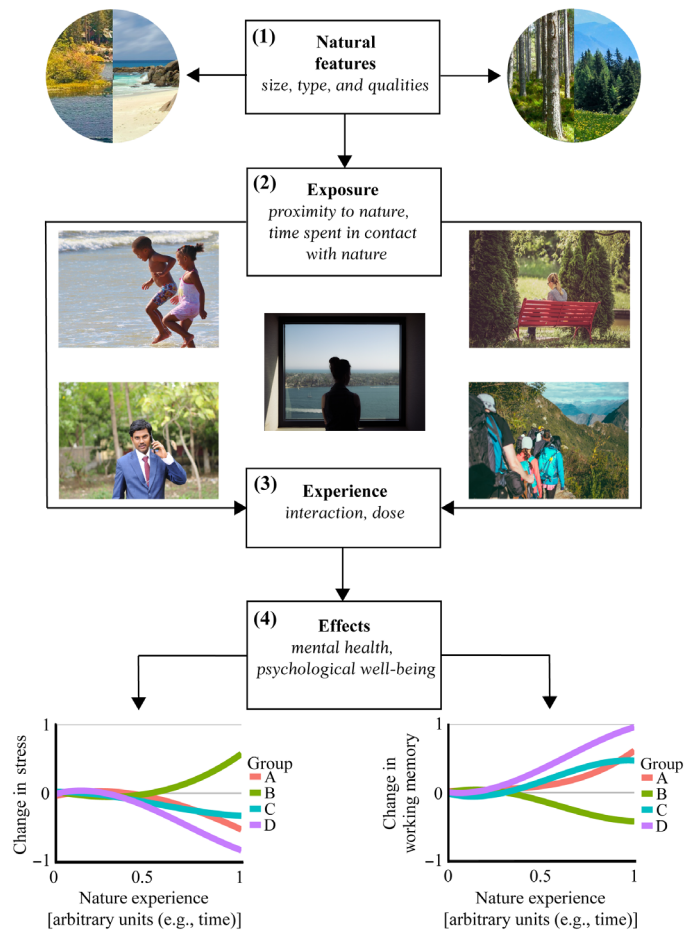 (1)
Natural
features
size, type, and qualities
(2)
Exposure
proximity to nature,
time spent in contact
with nature
(3)
Experience
interaction, dose
(4)
Effects
mental health,
psychological well-being
Change in stress
1
0
−1
0
0.5
1
Nature experience
[arbitrary units (e.g., time)]
Group
A
B
C
D
Change in
working memory
1
0
−1
0
0.5
1
Nature experience
[arbitrary units (e.g., time)]
Group
A
B
C
D